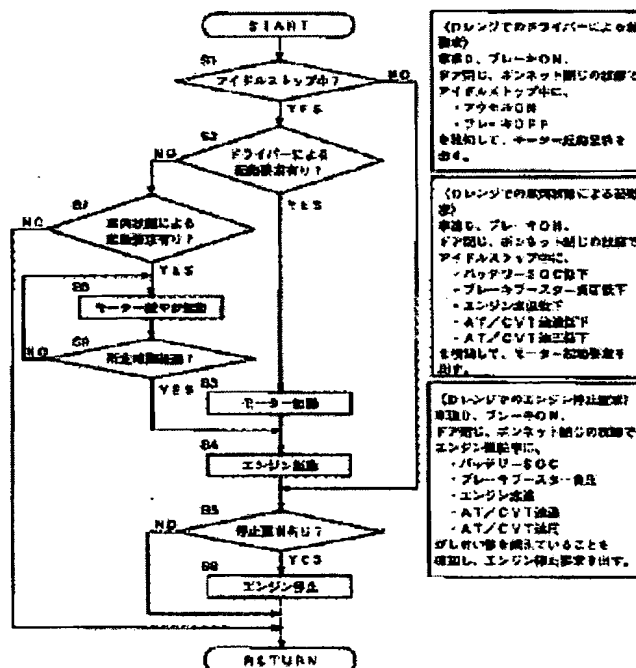 START
S1
アイドルストップ中?
NO
YES
S2
ドライバーによる
起動要求有り?
NO
YES
S7
車両状態による
起動要求有り?
NO
YES
S8
モーター緩やか起動
S9
所定時間経過?
NO
YES
S3
モーター起動
S4
エンジン起動
S5
停止要求有り?
NO
YES
S6
エンジン停止
RETURN
(Dレンジでのドライバーによる起動
要求)
車速0、ブレーキON、
ドア閉じ、ボンネット閉じの状態で
アイドルストップ中に、
・アクセルON
・ブレーキOFF
を検知して、モーター起動要求を
出す。
(Dレンジでの車両状態による起動要
求)
車速0、ブレーキON、
ドア閉じ、ボンネット閉じの状態で
アイドルストップ中に、
・バッテリーSOC低下
・ブレーキブースター負圧低下
・エンジン水温低下
・AT/CVT油温低下
・AT/CVT油圧低下
を検知して、モーター起動要求を
出す。
(Dレンジでのエンジン停止要求)
車速0、ブレーキON、
ドア閉じ、ボンネット閉じの状態で
エンジン運転中に、
・バッテリーSOC
・ブレーキブースター負圧
・エンジン水温
・AT/CVT油温
・AT/CVT油圧
がしきい値を超えていることを
確認し、エンジン停止要求を出す。